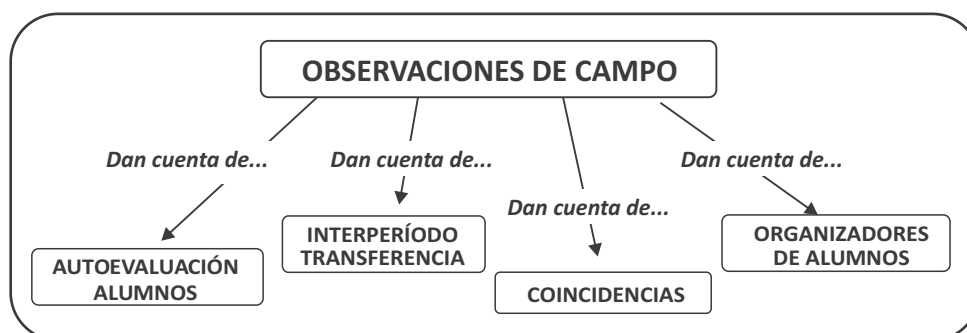 OBSERVACIONES DE CAMPO
Dan cuenta de...
Dan cuenta de...
Dan cuenta de...
Dan cuenta de...
AUTOEVALUACIÓN
ALUMNOS
INTERPERÍODO
TRANSFERENCIA
COINCIDENCIAS
ORGANIZADORES
DE ALUMNOS